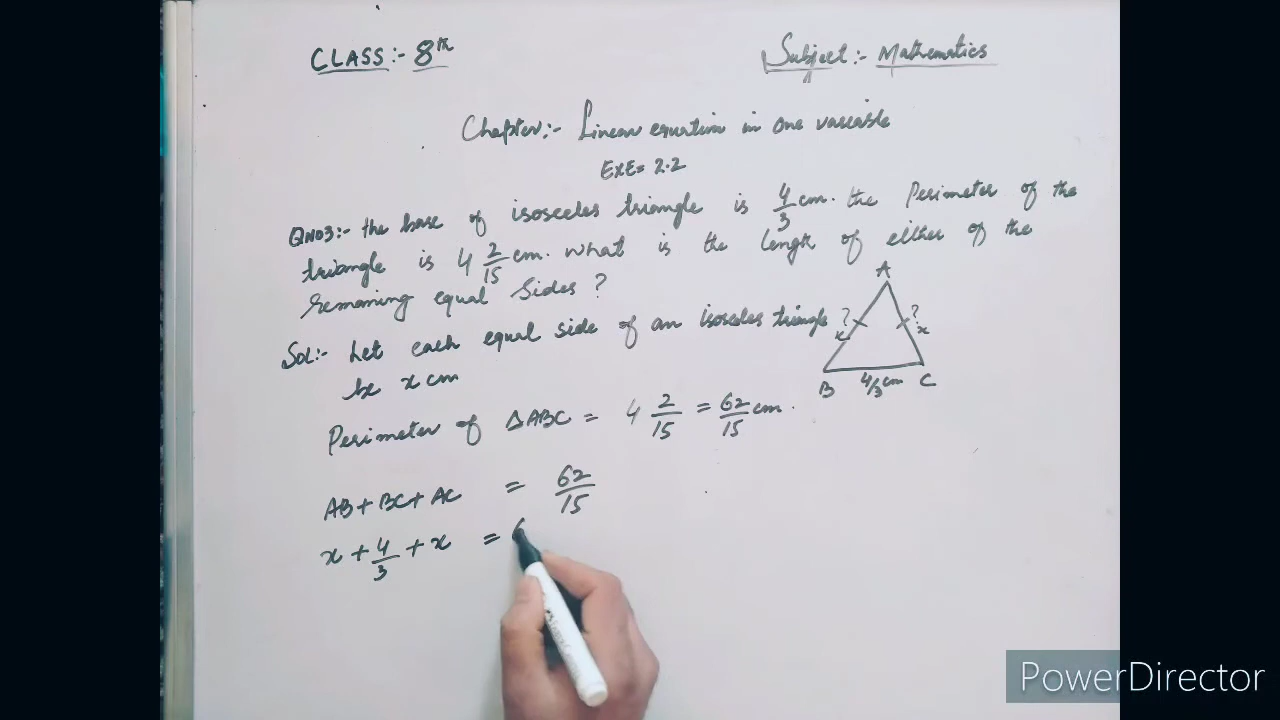 CLASS:- 8th
Subject:- Mathematics
Chapter:- Linear equation in one variable
EXE= 2.2
QNO3:- the base of isosceles triangle is 4/3 cm. the Perimeter of the
triangle is 4 2/15 cm. what is the length of either of the
remaining equal sides?
SOL:- Let each equal side of an isosceles triangle
be x cm
A
? ?
x x
B 4/3 cm C
Perimeter of ΔABC = 4 2/15 = 62/15 cm.
AB + BC + AC = 62/15
x + 4/3 + x = 6
PowerDirector